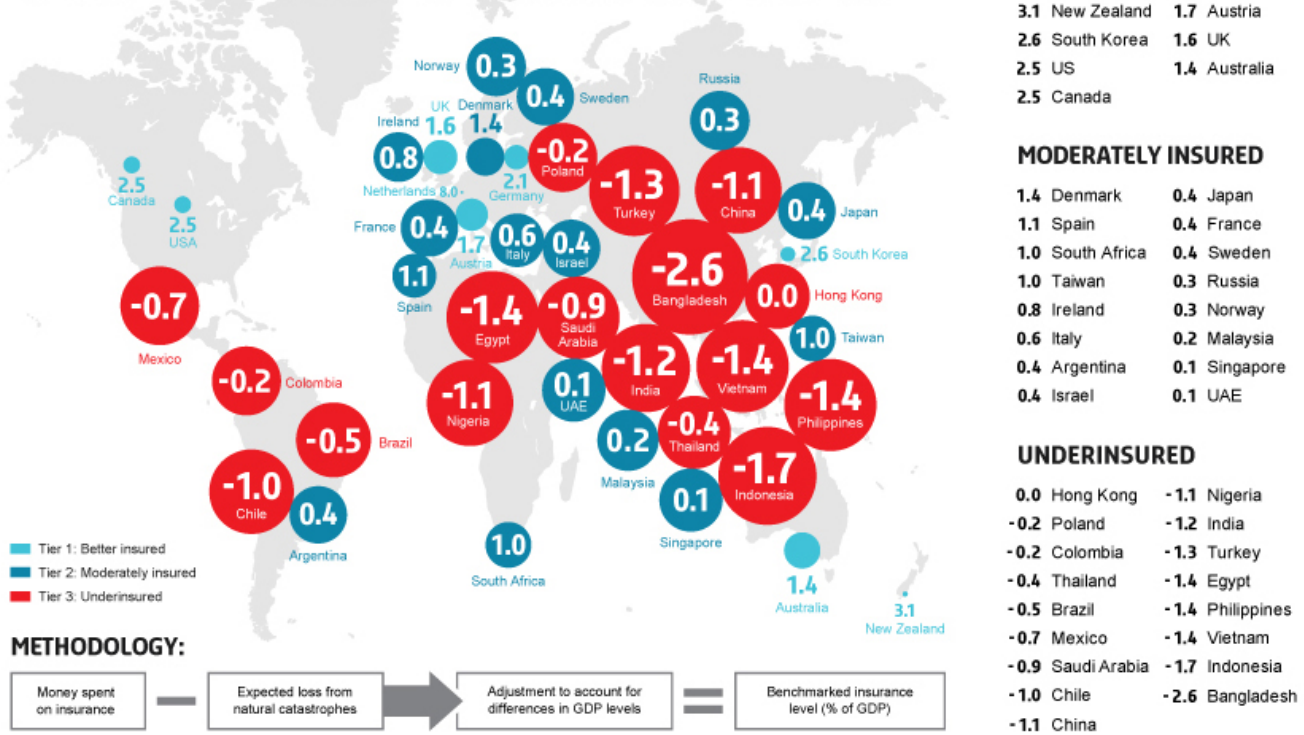 Norway
0.3
0.4
Sweden
Russia
0.3
UK
1.6
Denmark
1.4
Ireland
0.8
2.1
Germany
-0.2
Poland
-1.3
Turkey
-1.1
China
0.4
Japan
2.5
Canada
2.5
USA
Netherlands 8.0
France
0.4
1.7
Austria
0.6
Italy
0.4
Israel
-2.6
Bangladesh
2.6 South Korea
1.1
Spain
0.0
Hong Kong
-0.7
Mexico
-1.4
Egypt
-0.9
Saudi
Arabia
1.0
Taiwan
-1.2
India
-1.4
Vietnam
-0.2
Colombia
-1.1
Nigeria
0.1
UAE
-1.4
Philippines
-0.5
Brazil
0.2
Malaysia
-0.4
Thailand
-1.7
Indonesia
-1.0
Chile
0.4
Argentina
0.1
Singapore
1.0
South Africa
1.4
Australia
3.1
New Zealand
Tier 1: Better insured
Tier 2: Moderately insured
Tier 3: Underinsured
METHODOLOGY:
Money spent
on insurance
Expected loss from
natural catastrophes
Adjustment to account for
differences in GDP levels
Benchmarked insurance
level (% of GDP)
3.1 New Zealand
2.6 South Korea
2.5 US
2.5 Canada
1.7 Austria
1.6 UK
1.4 Australia
MODERATELY INSURED
1.4 Denmark
1.1 Spain
1.0 South Africa
1.0 Taiwan
0.8 Ireland
0.6 Italy
0.4 Argentina
0.4 Israel
0.4 Japan
0.4 France
0.4 Sweden
0.3 Russia
0.3 Norway
0.2 Malaysia
0.1 Singapore
0.1 UAE
UNDERINSURED
0.0 Hong Kong
-0.2 Poland
-0.2 Colombia
-0.4 Thailand
-0.5 Brazil
-0.7 Mexico
-0.9 Saudi Arabia
-1.0 Chile
-1.1 China
-1.1 Nigeria
-1.2 India
-1.3 Turkey
-1.4 Egypt
-1.4 Philippines
-1.4 Vietnam
-1.7 Indonesia
-2.6 Bangladesh